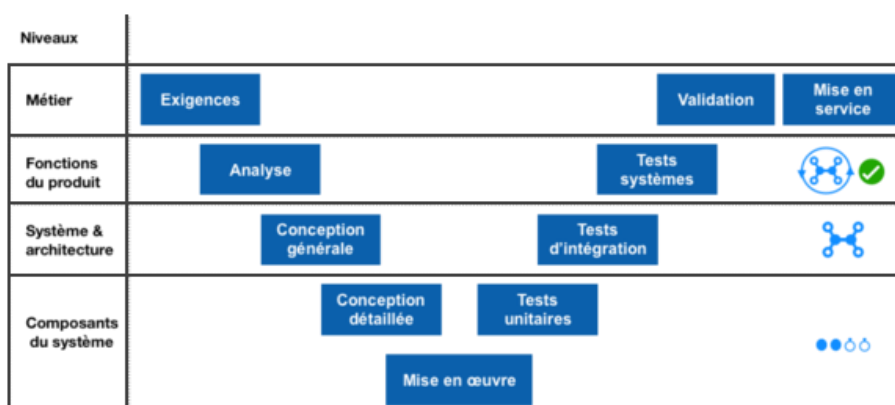 Niveaux
Métier
Exigences
Validation
Mise en
service
Fonctions
du produit
Analyse
Tests
systèmes
Système &
architecture
Conception
générale
Tests
d'intégration
Composants
du système
Conception
détaillée
Tests
unitaires
Mise en œuvre